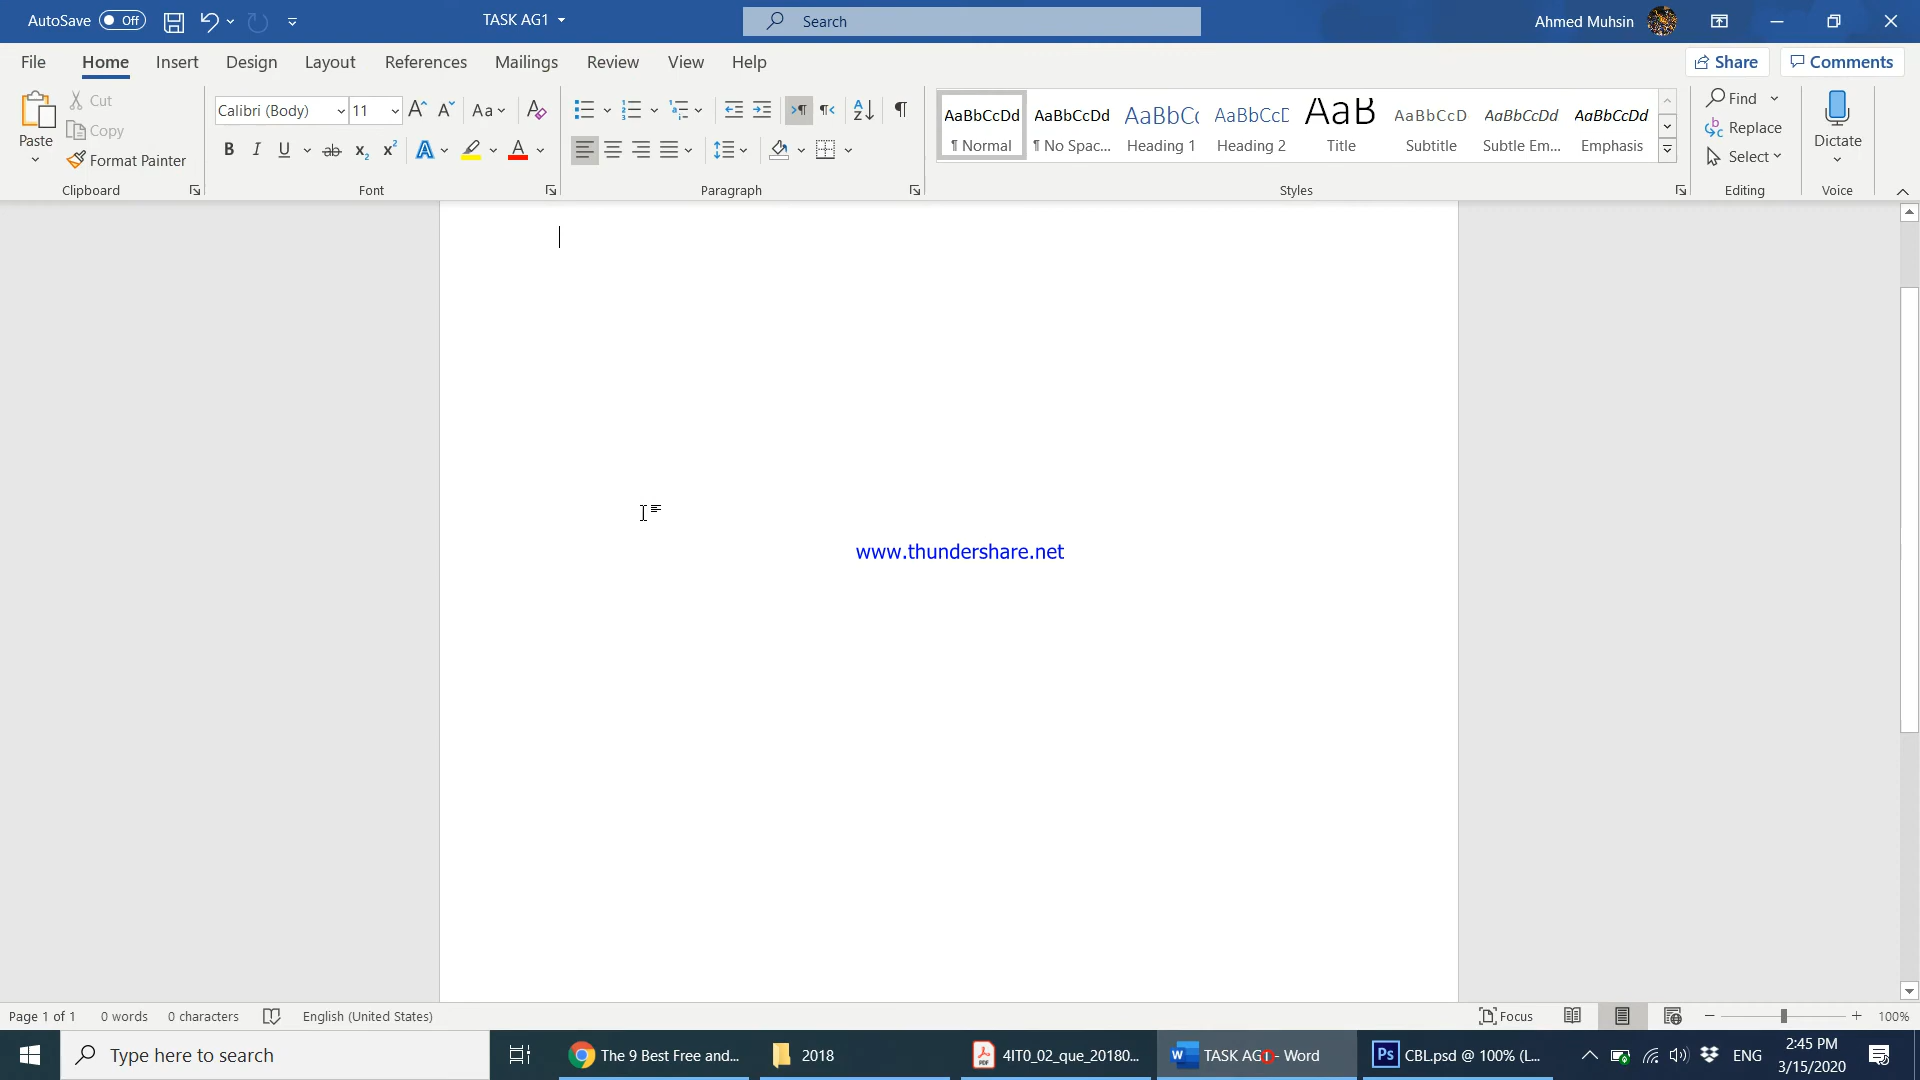 AutoSave Off
TASK AG1
Search
Ahmed Muhsin
File Home Insert Design Layout References Mailings Review View Help
Share Comments
Paste
Cut
Copy
Format Painter
Clipboard
Calibri (Body) 11
Font
Paragraph
AaBbCcDd AaBbCcDd AaBbC AaBbCcD AaB AaBbCcD AaBbCcDd AaBbCcDd
¶ Normal ¶ No Spac... Heading 1 Heading 2 Title Subtitle Subtle Em... Emphasis
Styles
Find
Replace
Select
Editing
Dictate
Voice
www.thundershare.net
Page 1 of 1 0 words 0 characters English (United States)
Focus 100%
Type here to search
The 9 Best Free and...
2018
4IT0_02_que_20180...
TASK AG1 - Word
CBL.psd @ 100% (L...
ENG
2:45 PM
3/15/2020